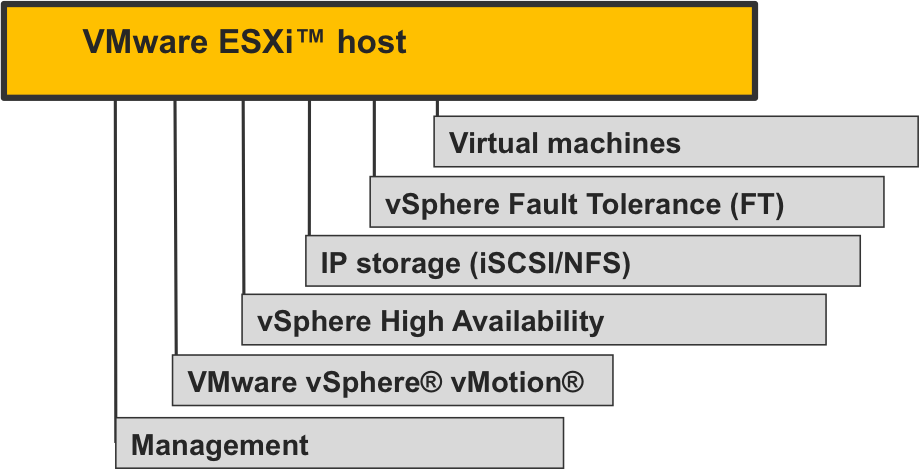 VMware ESXi™ host
Virtual machines
vSphere Fault Tolerance (FT)
IP storage (iSCSI/NFS)
vSphere High Availability
VMware vSphere® vMotion®
Management